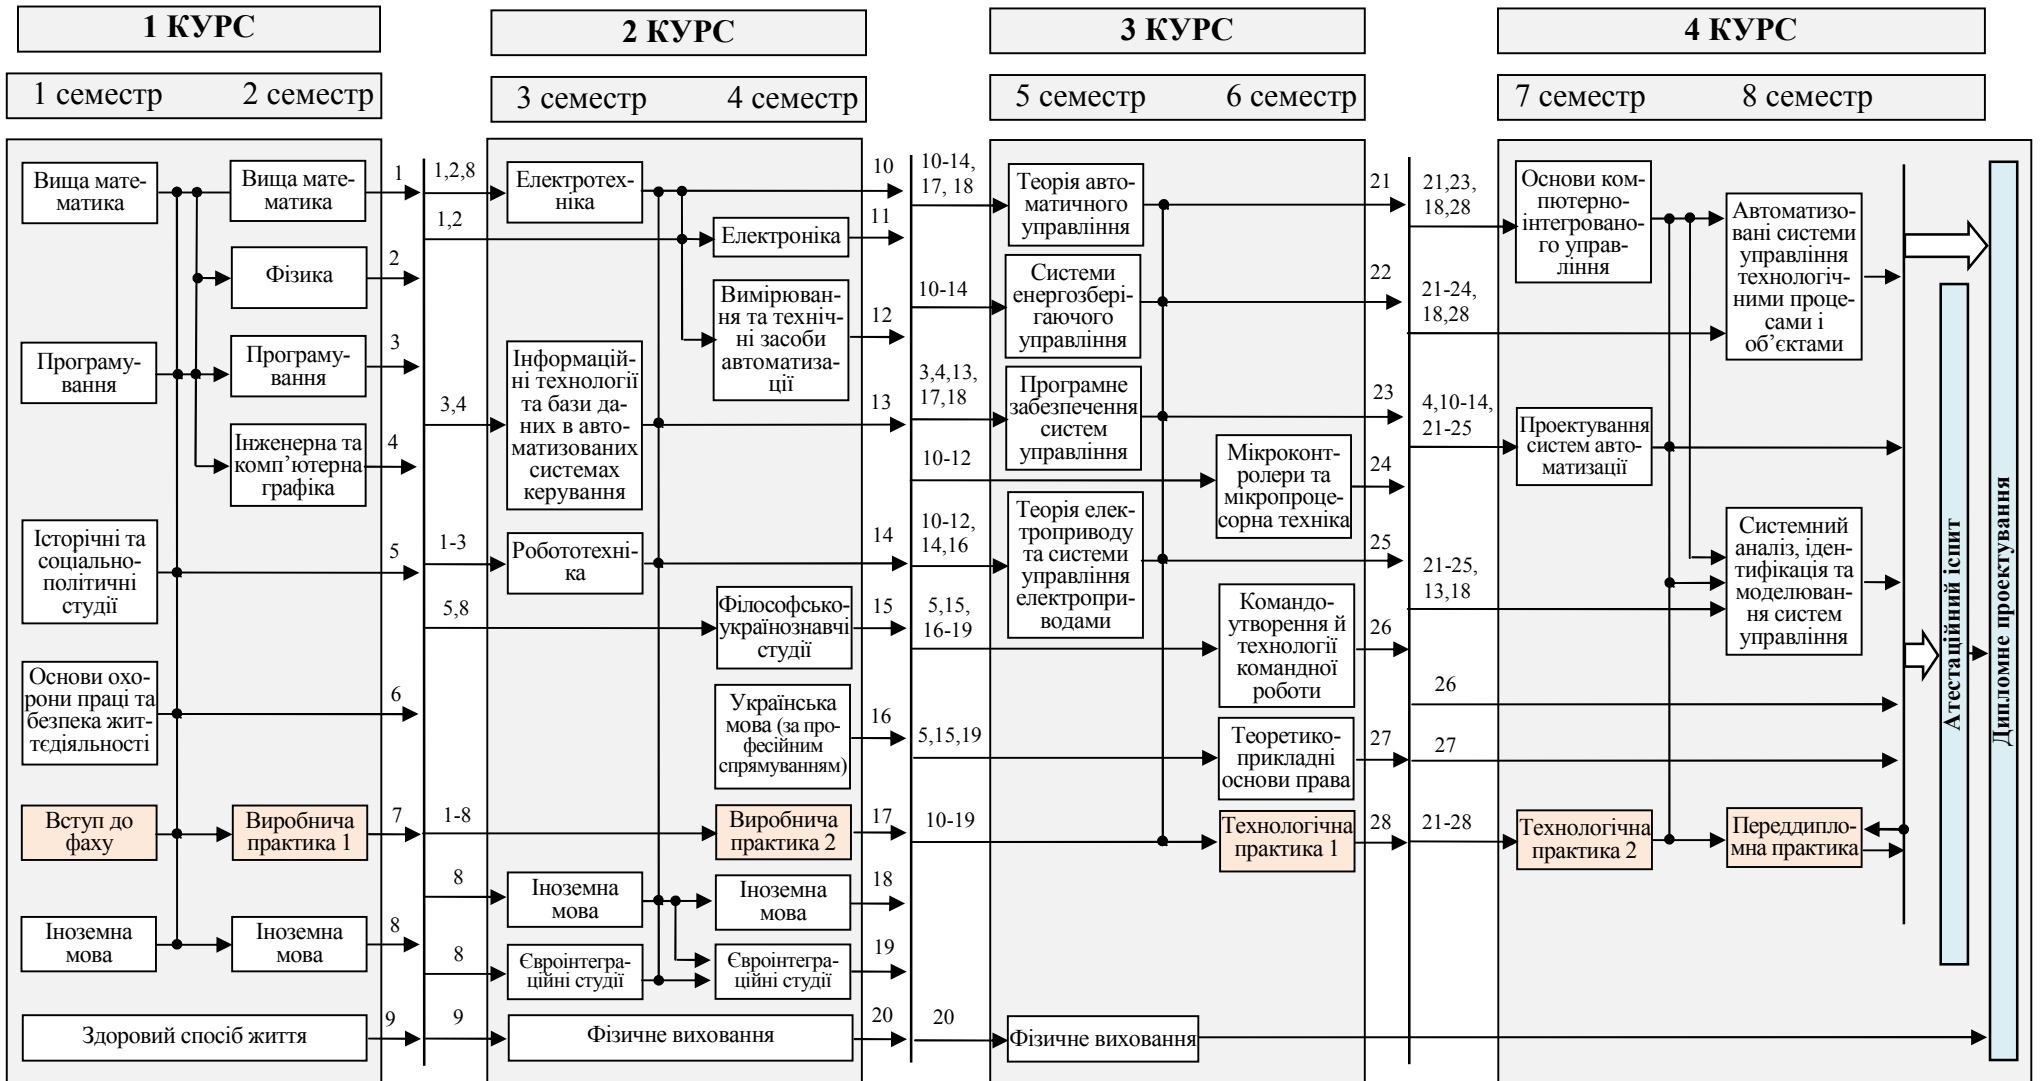 1 КУРС
2 КУРС
3 КУРС
4 КУРС
1 семестр
2 семестр
3 семестр
4 семестр
5 семестр
6 семестр
7 семестр
8 семестр
Вища мате-
матика
Програму-
вання
Історічні та
соціально-
політичні
студії
Основи охо-
рони праці та
безпека жит-
тєдіяльності
Вступ до
фаху
Іноземна
мова
Здоровий спосіб життя
Вища мате-
матика
Фізика
Програму-
вання
Інженерна та
комп’ютерна
графіка
Виробнича
практика 1
Іноземна
мова
1
2
3
4
5
6
7
8
9
1,2,8
1,2
3,4
1-3
5,8
1-8
8
8
9
Електротех-
ніка
Інформацій-
ні технології
та бази да-
них в авто-
матизованих
системах
керування
Робототехні-
ка
Іноземна
мова
Євроінтегра-
ційні студії
Фізичне виховання
Електроніка
Вимірюван-
ня та техніч-
ні засоби
автоматиза-
ції
Філософсько-
українознавчі
студії
Українська
мова (за про-
фесійним
спрямуванням)
Виробнича
практика 2
Іноземна
мова
Євроінтегра-
ційні студії
10
11
12
13
14
15
16
17
18
19
20
10-14,
17, 18
10-14
3,4,13,
17,18
10-12
10-12,
14,16
5,15,
16-19
5,15,19
10-19
20
Теорія авто-
матичного
управління
Системи
енергозбері-
гаючого
управління
Програмне
забезпечення
систем
управління
Теорія елек-
троприводу
та системи
управління
електропри-
водами
Фізичне виховання
Мікроконт-
ролери та
мікропроце-
сорна техніка
Командо-
утворення й
технології
командної
роботи
Теоретико-
прикладні
основи права
Технологічна
практика 1
21
22
23
24
25
26
27
28
21,23,
18,28
21-24,
18,28
4,10-14,
21-25
21-25,
13,18
26
27
21-28
Основи ком-
пютерно-
інтегровано-
го управ-
ління
Проектування
систем авто-
матизації
Технологічна
практика 2
Автоматизо-
вані системи
управління
технологіч-
ними проце-
сами і
об’єктами
Системний
аналіз, іден-
тифікація та
моделюван-
ня систем
управління
Переддипло-
мна практика
Атестаційний іспит
Дипломне проектування